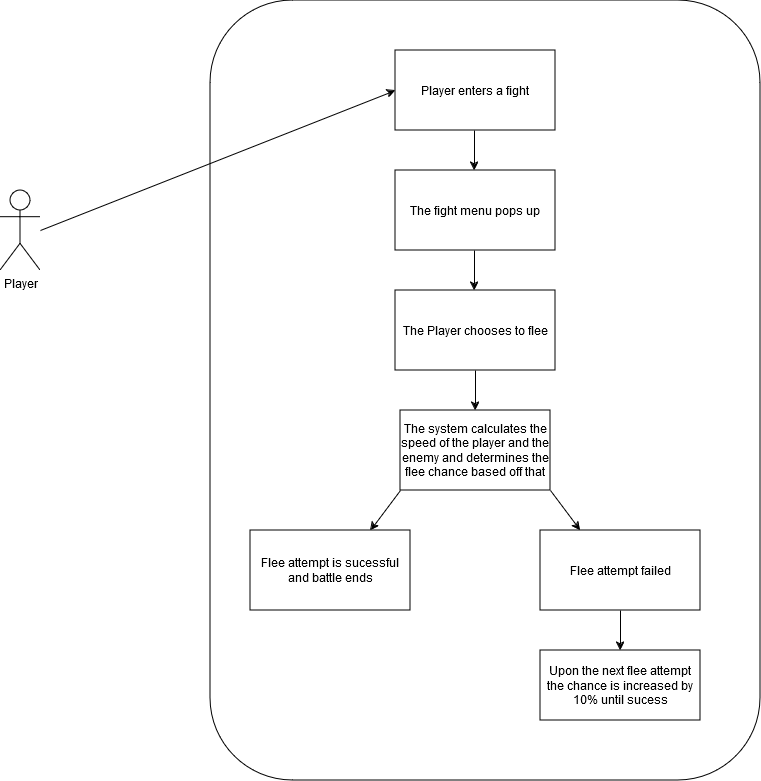 Player enters a fight
The fight menu pops up
Player
The Player chooses to flee
The system calculates the
speed of the player and the
enemy and determines the
flee chance based off that
Flee attempt is sucessful
and battle ends
Flee attempt failed
Upon the next flee attempt
the chance is increased by
10% until sucess